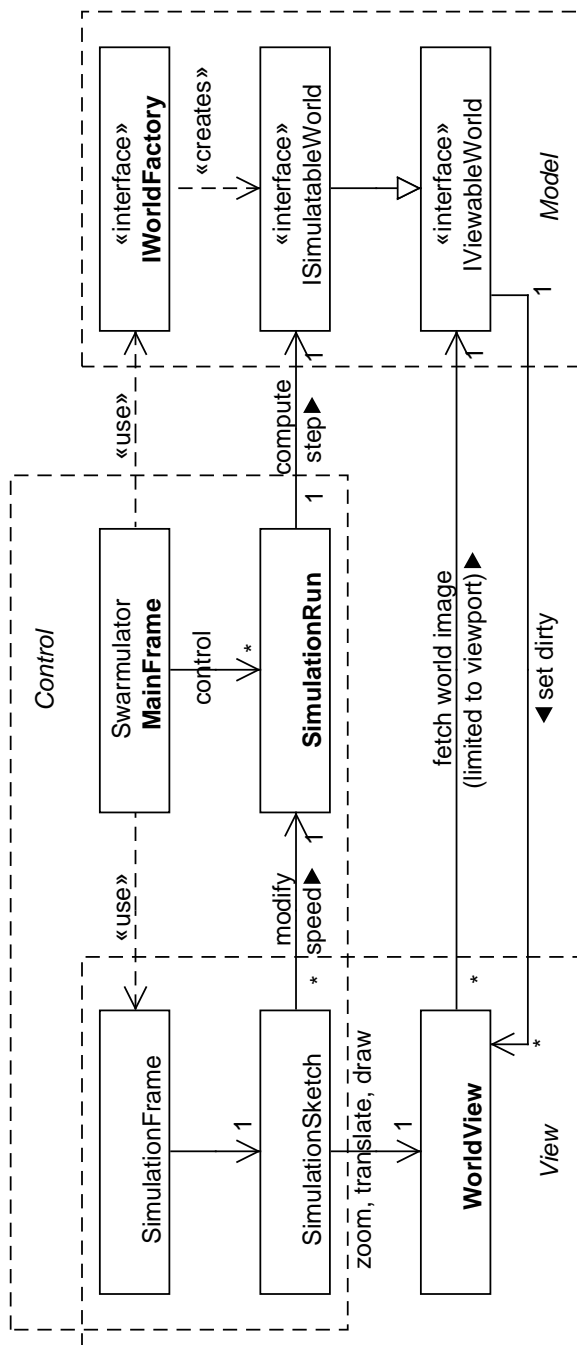 Control
SimulationFrame
«use»
Swarmulator
MainFrame
«use»
«interface»
IWorldFactory
1
control
*
«creates»
SimulationSketch
*
modify
speed▶
1
SimulationRun
1
compute
step▶
1
«interface»
ISimulatableWorld
zoom, translate, draw
1
WorldView
*
fetch world image
(limited to viewport)▶
1
«interface»
IViewableWorld
*
◀ set dirty
1
View
Model